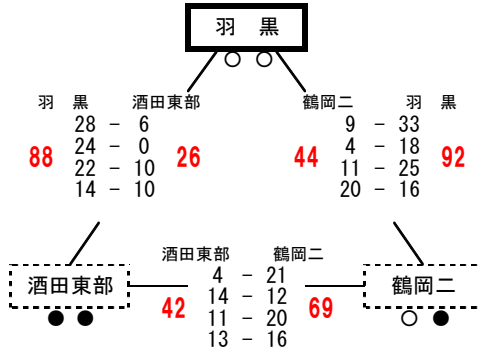 羽 黒
○ ○
羽 黒 酒田東部
88 26
28 - 6
24 - 0
22 - 10
14 - 10
鶴岡二 羽 黒
44 92
9 - 33
4 - 18
11 - 25
20 - 16
酒田東部 鶴岡二
42 69
4 - 21
14 - 12
11 - 20
13 - 16
酒田東部
● ●
鶴岡二
○ ●